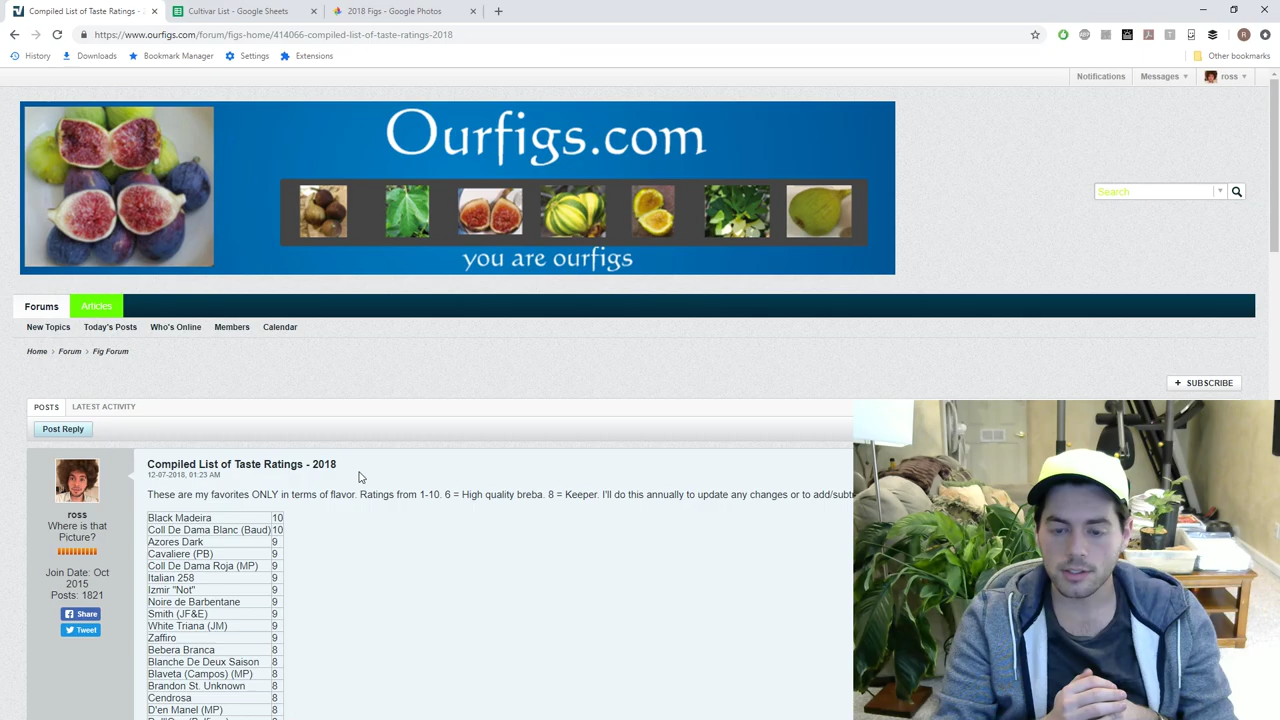 Compiled List of Taste Ratings - 2
Cultivar List - Google Sheets
2018 Figs - Google Photos
https://www.ourfigs.com/forum/figs-home/414066-compiled-list-of-taste-ratings-2018
History
Downloads
Bookmark Manager
Settings
Extensions
Other bookmarks
Notifications
Messages
ross
Ourfigs.com
you are ourfigs
Search
Forums
Articles
New Topics
Today's Posts
Who's Online
Members
Calendar
Home > Forum > Fig Forum
+ SUBSCRIBE
POSTS
LATEST ACTIVITY
Post Reply
ross
Where is that
Picture?
Join Date: Oct
2015
Posts: 1821
Share
Tweet
Compiled List of Taste Ratings - 2018
12-07-2018, 01:23 AM
These are my favorites ONLY in terms of flavor. Ratings from 1-10. 6 = High quality breba. 8 = Keeper. I'll do this annually to update any changes or to add/subtr
Black Madeira 10
Coll De Dama Blanc (Baud) 10
Azores Dark 9
Cavaliere (PB) 9
Coll De Dama Roja (MP) 9
Italian 258 9
Izmir "Not" 9
Noire de Barbentane 9
Smith (JF&E) 9
White Triana (JM) 9
Zaffiro 9
Bebera Branca 8
Blanche De Deux Saison 8
Blaveta (Campos) (MP) 8
Brandon St. Unknown 8
Cendrosa 8
D'en Manel (MP) 8